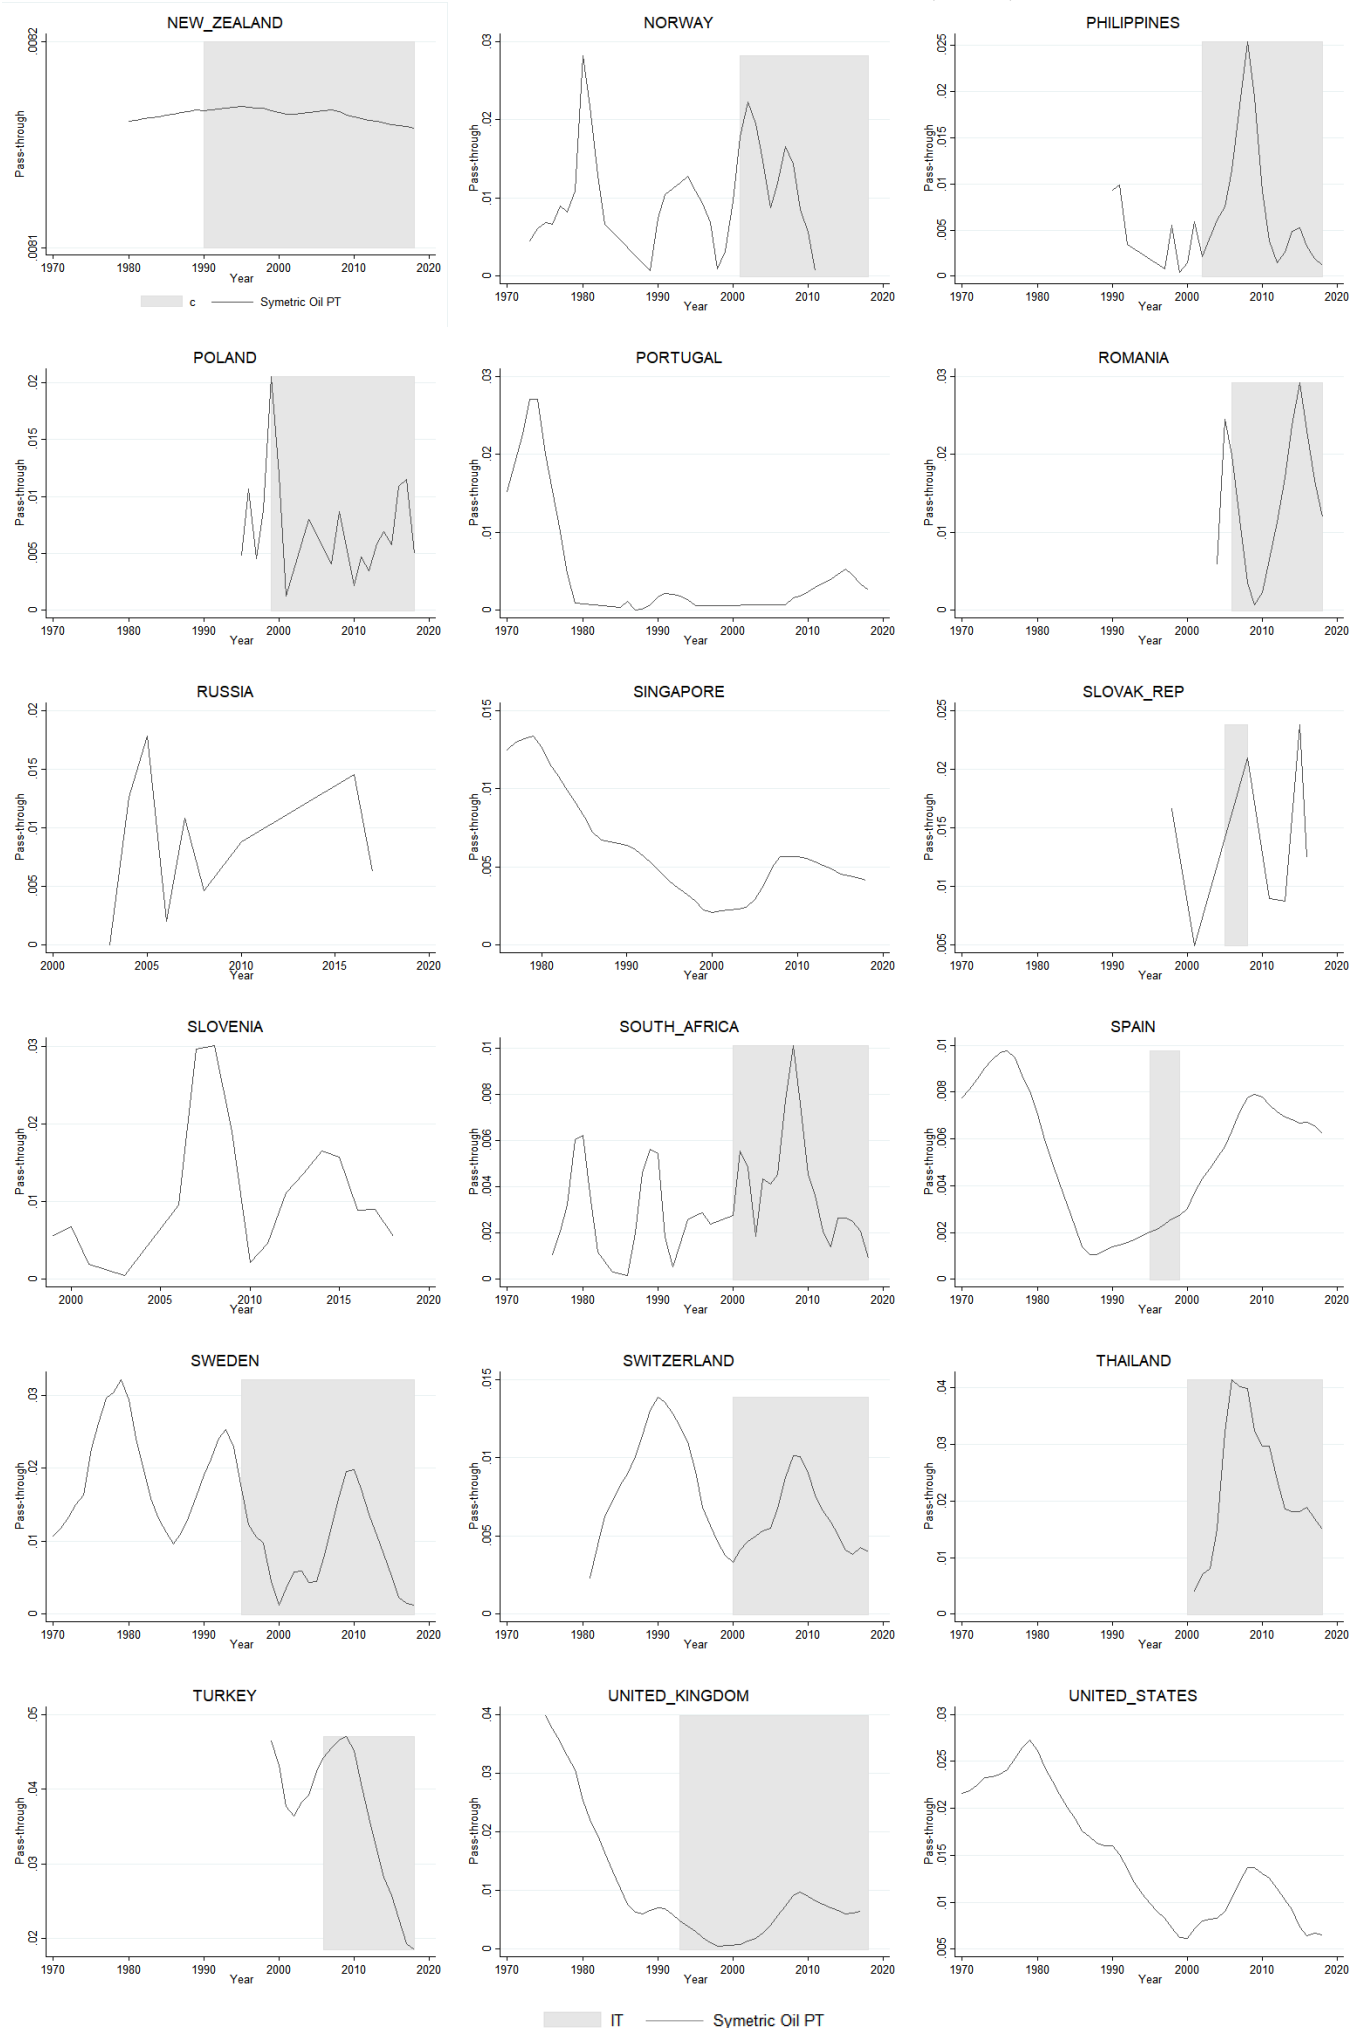 NEW_ZEALAND
.0082
.0081
Pass-through
1970 1980 1990 2000 2010 2020
Year
c Symetric Oil PT
NORWAY
.03
.02
.01
0
Pass-through
1970 1980 1990 2000 2010 2020
Year
PHILIPPINES
.025
.02
.015
.01
.005
0
Pass-through
1970 1980 1990 2000 2010 2020
Year
POLAND
.02
.015
.01
.005
0
Pass-through
1970 1980 1990 2000 2010 2020
Year
PORTUGAL
.03
.02
.01
0
Pass-through
1970 1980 1990 2000 2010 2020
Year
ROMANIA
.03
.02
.01
0
Pass-through
1970 1980 1990 2000 2010 2020
Year
RUSSIA
.02
.015
.01
.005
0
Pass-through
2000 2005 2010 2015 2020
Year
SINGAPORE
.015
.01
.005
0
Pass-through
1980 1990 2000 2010 2020
Year
SLOVAK_REP
.025
.02
.015
.01
.005
Pass-through
1970 1980 1990 2000 2010 2020
Year
SLOVENIA
.03
.02
.01
0
Pass-through
2000 2005 2010 2015 2020
Year
SOUTH_AFRICA
.01
.008
.006
.004
.002
0
Pass-through
1970 1980 1990 2000 2010 2020
Year
SPAIN
.01
.008
.006
.004
.002
0
Pass-through
1970 1980 1990 2000 2010 2020
Year
SWEDEN
.03
.02
.01
0
Pass-through
1970 1980 1990 2000 2010 2020
Year
SWITZERLAND
.015
.01
.005
0
Pass-through
1970 1980 1990 2000 2010 2020
Year
THAILAND
.04
.03
.02
.01
0
Pass-through
1970 1980 1990 2000 2010 2020
Year
TURKEY
.05
.04
.03
.02
Pass-through
1970 1980 1990 2000 2010 2020
Year
UNITED_KINGDOM
.04
.03
.02
.01
0
Pass-through
1970 1980 1990 2000 2010 2020
Year
UNITED_STATES
.03
.025
.02
.015
.01
.005
Pass-through
1970 1980 1990 2000 2010 2020
Year
IT Symetric Oil PT